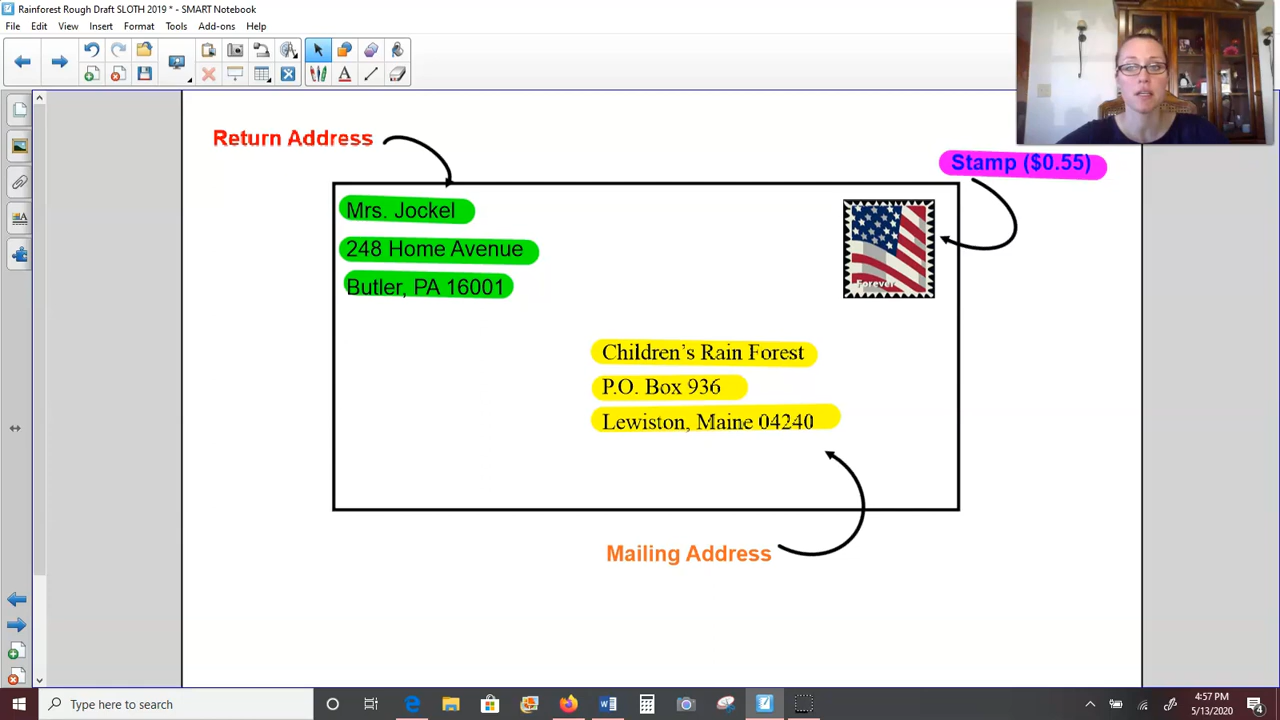 Rainforest Rough Draft SLOTH 2019 * - SMART Notebook
File Edit View Insert Format Tools Add-ons Help
Return Address
Stamp ($0.55)
Mrs. Jockel
248 Home Avenue
Butler, PA 16001
Forever
Children's Rain Forest
P.O. Box 936
Lewiston, Maine 04240
Mailing Address
Type here to search
4:57 PM
5/13/2020
4